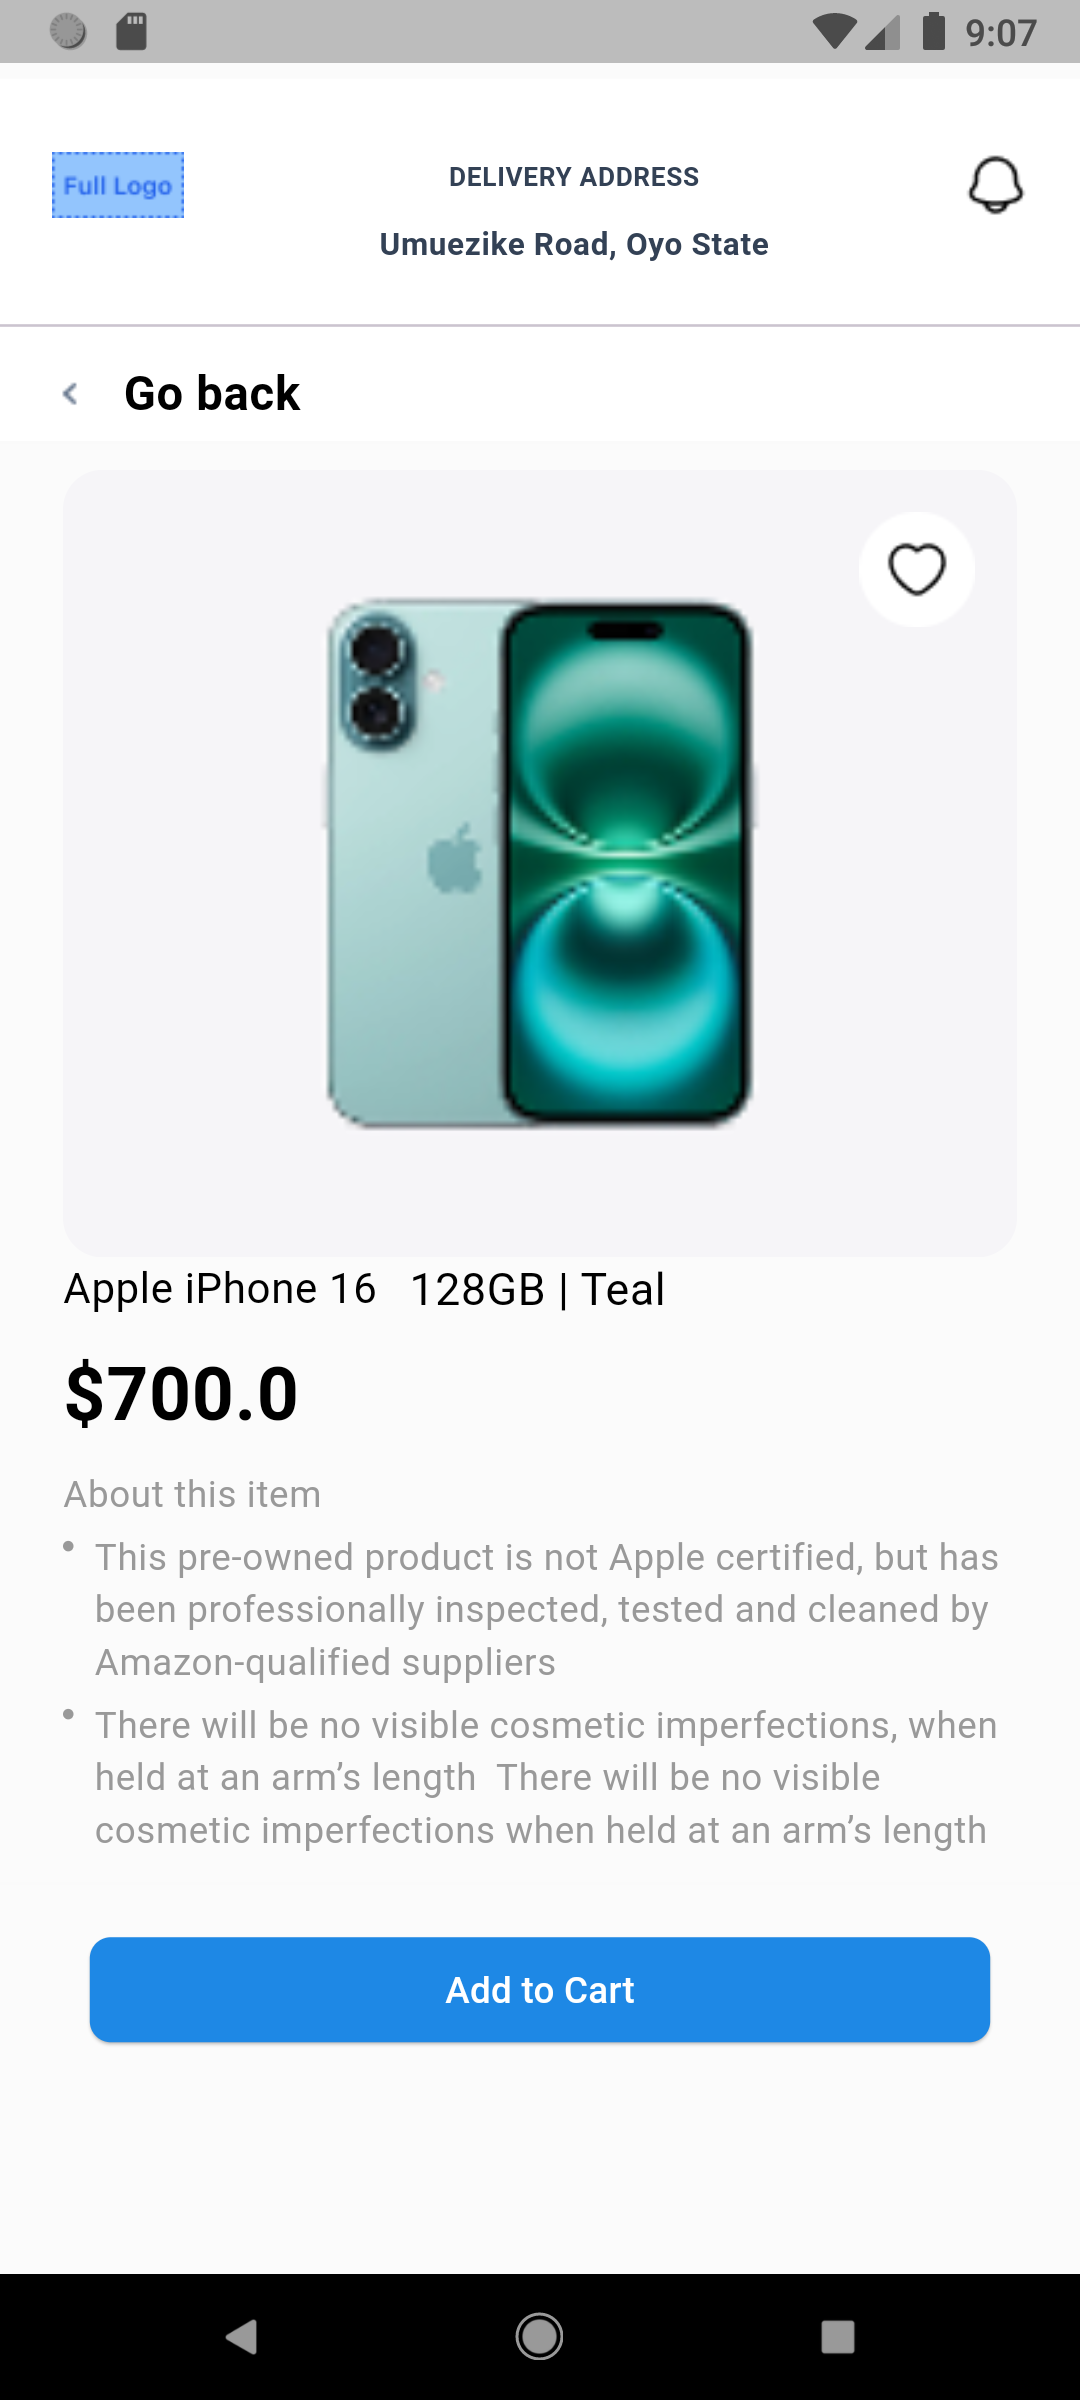 9:07
Full Logo
DELIVERY ADDRESS
Umuezike Road, Oyo State
Go back
Apple iPhone 16   128GB | Teal
$700.0
About this item
• This pre-owned product is not Apple certified, but has
been professionally inspected, tested and cleaned by
Amazon-qualified suppliers
• There will be no visible cosmetic imperfections, when
held at an arm’s length  There will be no visible
cosmetic imperfections when held at an arm’s length
Add to Cart